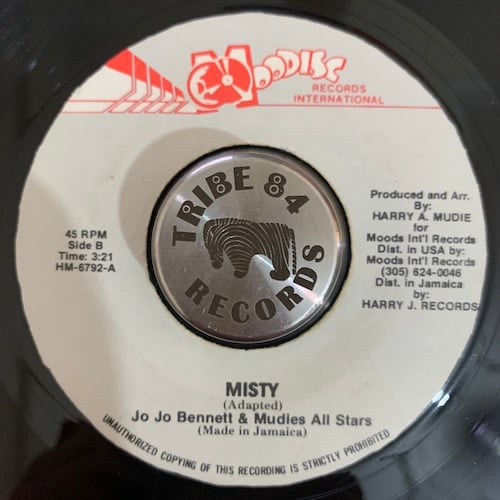 MOODISC
RECORDS
INTERNATIONAL
TRIBE 84
RECORDS
45 RPM
Side B
Time: 3:21
HM-6792-A
Produced and Arr.
By:
HARRY A. MUDIE
for
Moods Int'l Records
Dist. in USA by:
Moods Int'l Records
(305) 624-0046
Dist. in Jamaica
by:
HARRY J. RECORDS
MISTY
(Adapted)
Jo Jo Bennett & Mudies All Stars
(Made in Jamaica)
UNAUTHORIZED COPYING OF THIS RECORDING IS STRICTLY PROHIBITED